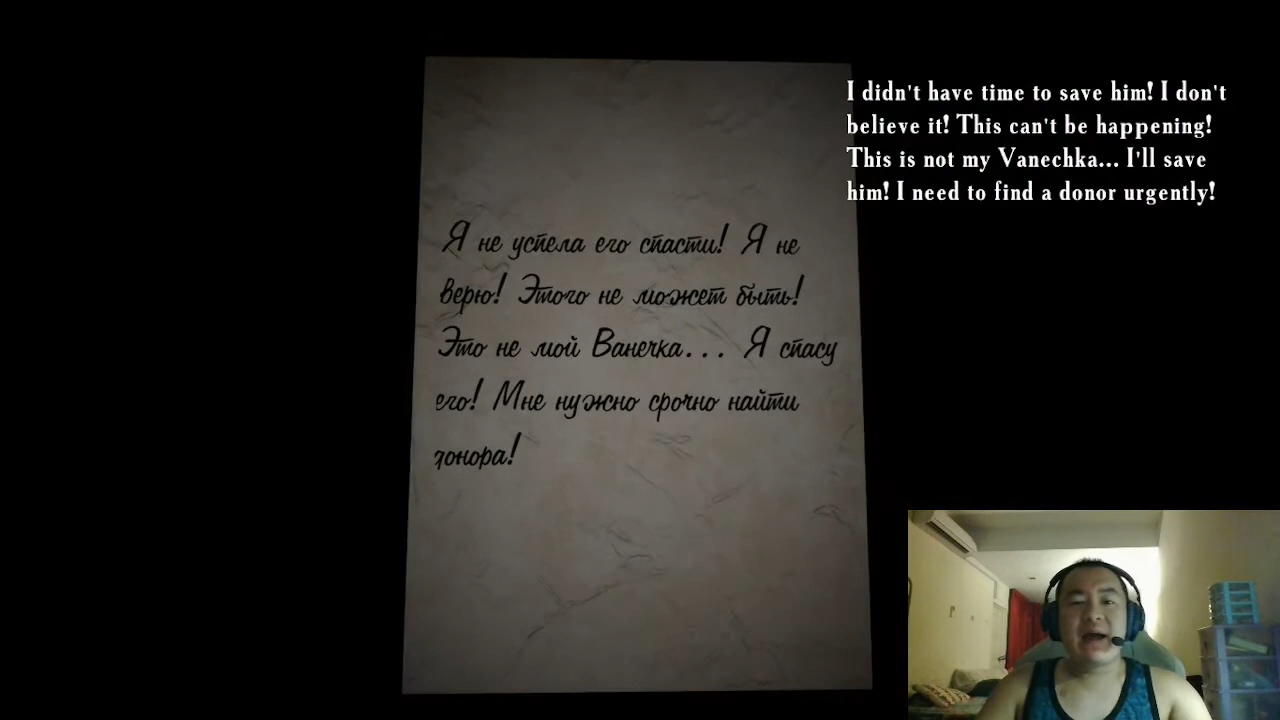 I didn't have time to save him! I don't
believe it! This can't be happening!
This is not my Vanechka... I'll save
him! I need to find a donor urgently!
Я не успела его спасти! Я не
верю! Этого не может быть!
Это не мой Ванечка... Я спасу
его! Мне нужно срочно найти
донора!